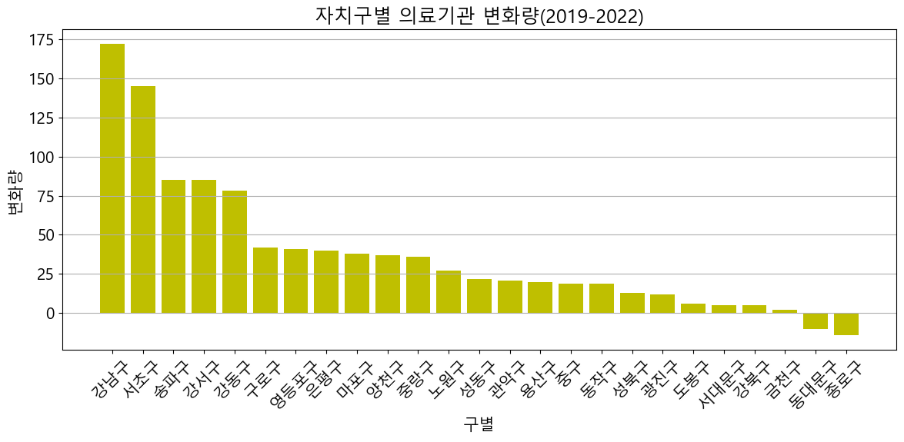 자치구별 의료기관 변화량(2019-2022)
변화량
175
150
125
100
75
50
25
0
강남구
서초구
송파구
강서구
강동구
구로구
영등포구
은평구
마포구
양천구
중랑구
노원구
성동구
관악구
용산구
중구
동작구
성북구
광진구
도봉구
서대문구
강북구
금천구
동대문구
종로구
구별